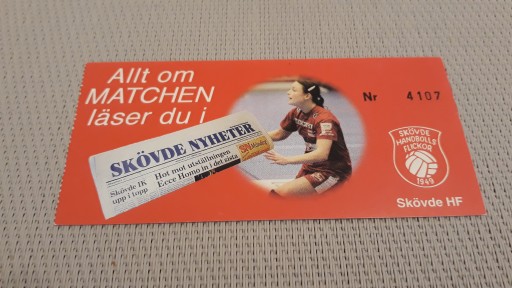 Allt om
MATCHEN
läser du i
SKÖVDE NYHETER
Skövde IK
upp i topp
Hot mot utställningen
Ecce Homo in i det sista
SN
Nr 4107
SKÖVDE
HANDBOLLS
FLICKOR
1949
Skövde HF